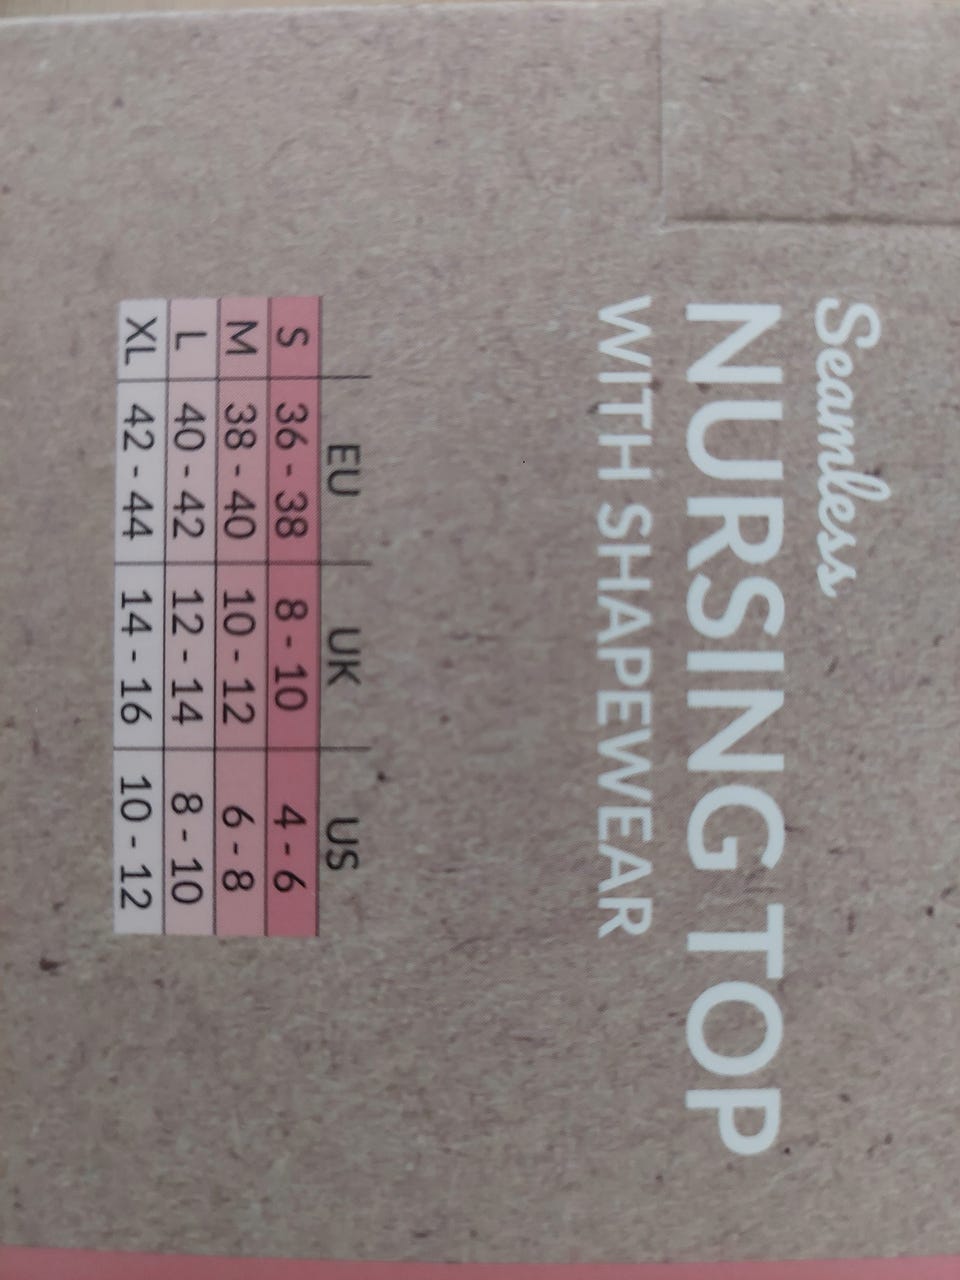 Seamless
NURSING TOP
WITH SHAPEWEAR
EU UK US
S 36 - 38 8 - 10 4 - 6
M 38 - 40 10 - 12 6 - 8
L 40 - 42 12 - 14 8 - 10
XL 42 - 44 14 - 16 10 - 12